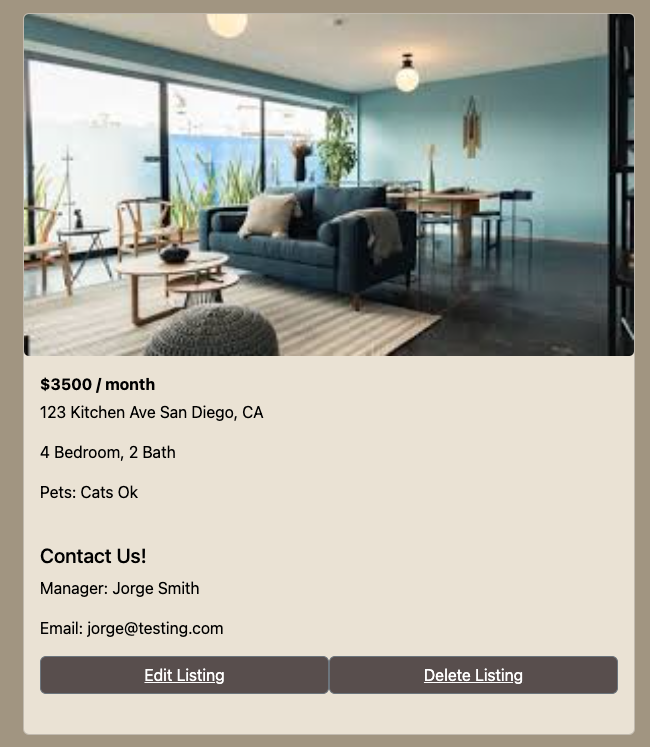 $3500 / month
123 Kitchen Ave San Diego, CA
4 Bedroom, 2 Bath
Pets: Cats Ok
Contact Us!
Manager: Jorge Smith
Email: jorge@testing.com
Edit Listing
Delete Listing